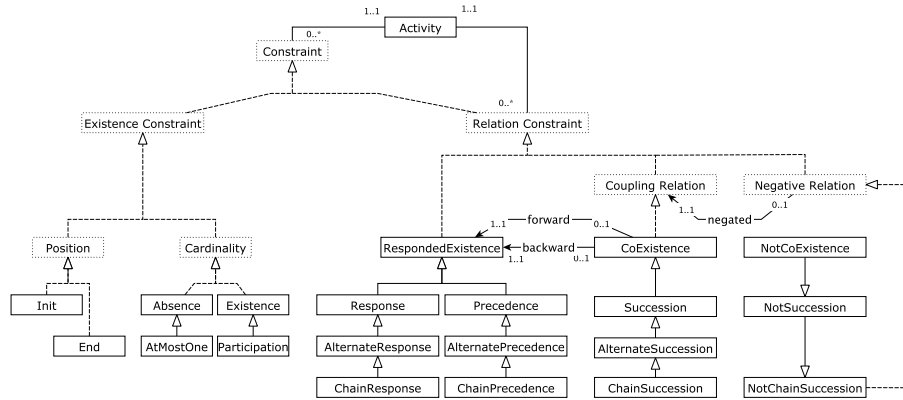 1..1
1..1
Activity
0..*
Constraint
0..*
Existence Constraint
Relation Constraint
Coupling Relation
Negative Relation
1..1
negated
0..1
forward
1..1
0..1
Position
Cardinality
RespondedExistence
backward
CoExistence
NotCoExistence
1..1
0..1
Init
Absence
Existence
Response
Precedence
Succession
NotSuccession
End
AtMostOne
Participation
AlternateResponse
AlternatePrecedence
AlternateSuccession
ChainResponse
ChainPrecedence
ChainSuccession
NotChainSuccession